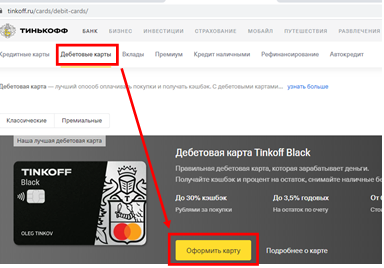 tinkoff.ru/cards/debit-cards/
ТИНЬКОФФ БАНК БИЗНЕС ИНВЕСТИЦИИ СТРАХОВАНИЕ МОБАЙЛ ПУТЕШЕСТВИЯ РАЗВЛЕЧЕНИЯ
Кредитные карты Дебетовые карты Вклады Премиум Кредит наличными Рефинансирование Автокредит
Дебетовая карта — лучший способ оплачивать покупки и получать кэшбэк. С дебетовыми картами... узнать больше
Классические Премиальные
Наша лучшая дебетовая карта
TINKOFF
Black
OLEG TINKOV
Дебетовая карта Tinkoff Black
Правильная дебетовая карта, которая зарабатывает деньги.
Получайте кэшбэк и процент на остаток, снимайте наличные бе
До 30% кэшбэк До 3,5% годовых От
Рублями за покупки На остаток по счету
Оформить карту Подробнее о карте